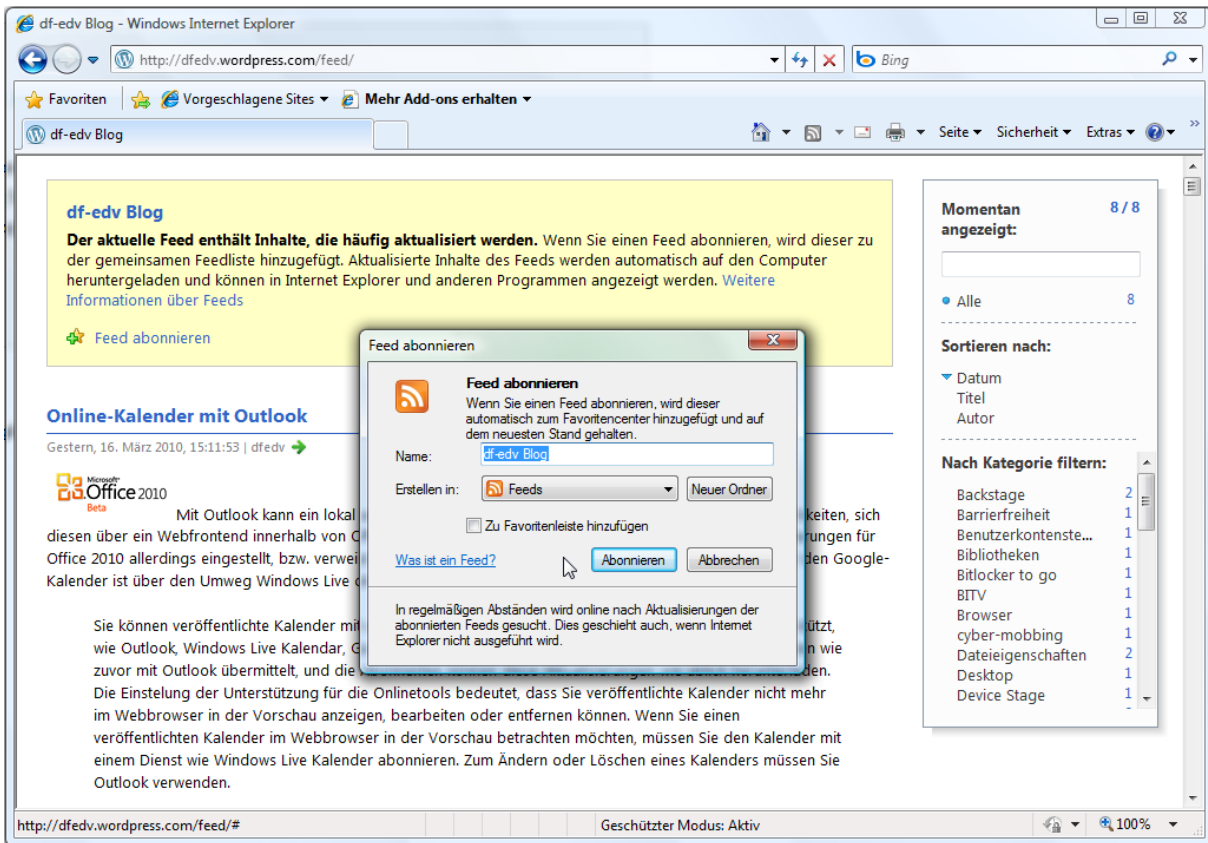 df-edv Blog - Windows Internet Explorer
http://dfedv.wordpress.com/feed/
Bing
Favoriten
Vorgeschlagene Sites
Mehr Add-ons erhalten
df-edv Blog
Seite
Sicherheit
Extras
df-edv Blog
Der aktuelle Feed enthält Inhalte, die häufig aktualisiert werden. Wenn Sie einen Feed abonnieren, wird dieser zu
der gemeinsamen Feedliste hinzugefügt. Aktualisierte Inhalte des Feeds werden automatisch auf den Computer
heruntergeladen und können in Internet Explorer und anderen Programmen angezeigt werden. Weitere
Informationen über Feeds
Feed abonnieren
Online-Kalender mit Outlook
Gestern, 16. März 2010, 15:11:53 | dfedv
Microsoft
Office 2010
Beta
Mit Outlook kann ein lokal
keiten, sich
diesen über ein Webfrontend innerhalb von
rungen für
Office 2010 allerdings eingestellt, bzw. verwei
den Google-
Kalender ist über den Umweg Windows Live
Sie können veröffentlichte Kalender mi
ützt,
wie Outlook, Windows Live Kalendar,
n wie
zuvor mit Outlook übermittelt, und die
den.
Die Einstelung der Unterstützung für die Onlinetools bedeutet, dass Sie veröffentlichte Kalender nicht mehr
im Webbrowser in der Vorschau anzeigen, bearbeiten oder entfernen können. Wenn Sie einen
veröffentlichten Kalender im Webbrowser in der Vorschau betrachten möchten, müssen Sie den Kalender mit
einem Dienst wie Windows Live Kalender abonnieren. Zum Ändern oder Löschen eines Kalenders müssen Sie
Outlook verwenden.
Feed abonnieren
Feed abonnieren
Wenn Sie einen Feed abonnieren, wird dieser
automatisch zum Favoritencenter hinzugefügt und auf
dem neuesten Stand gehalten.
Name:
df-edv Blog
Erstellen in:
Feeds
Neuer Ordner
Zu Favoritenleiste hinzufügen
Was ist ein Feed?
Abonnieren
Abbrechen
In regelmäßigen Abständen wird online nach Aktualisierungen der
abonnierten Feeds gesucht. Dies geschieht auch, wenn Internet
Explorer nicht ausgeführt wird.
Momentan 8 / 8
angezeigt:
Alle 8
Sortieren nach:
Datum
Titel
Autor
Nach Kategorie filtern:
Backstage 2
Barrierfreiheit 1
Benutzerkontenste... 1
Bibliotheken 1
Bitlocker to go 1
BITV 1
Browser 1
cyber-mobbing 1
Dateieigenschaften 2
Desktop 1
Device Stage 1
http://dfedv.wordpress.com/feed/#
Geschützter Modus: Aktiv
100%